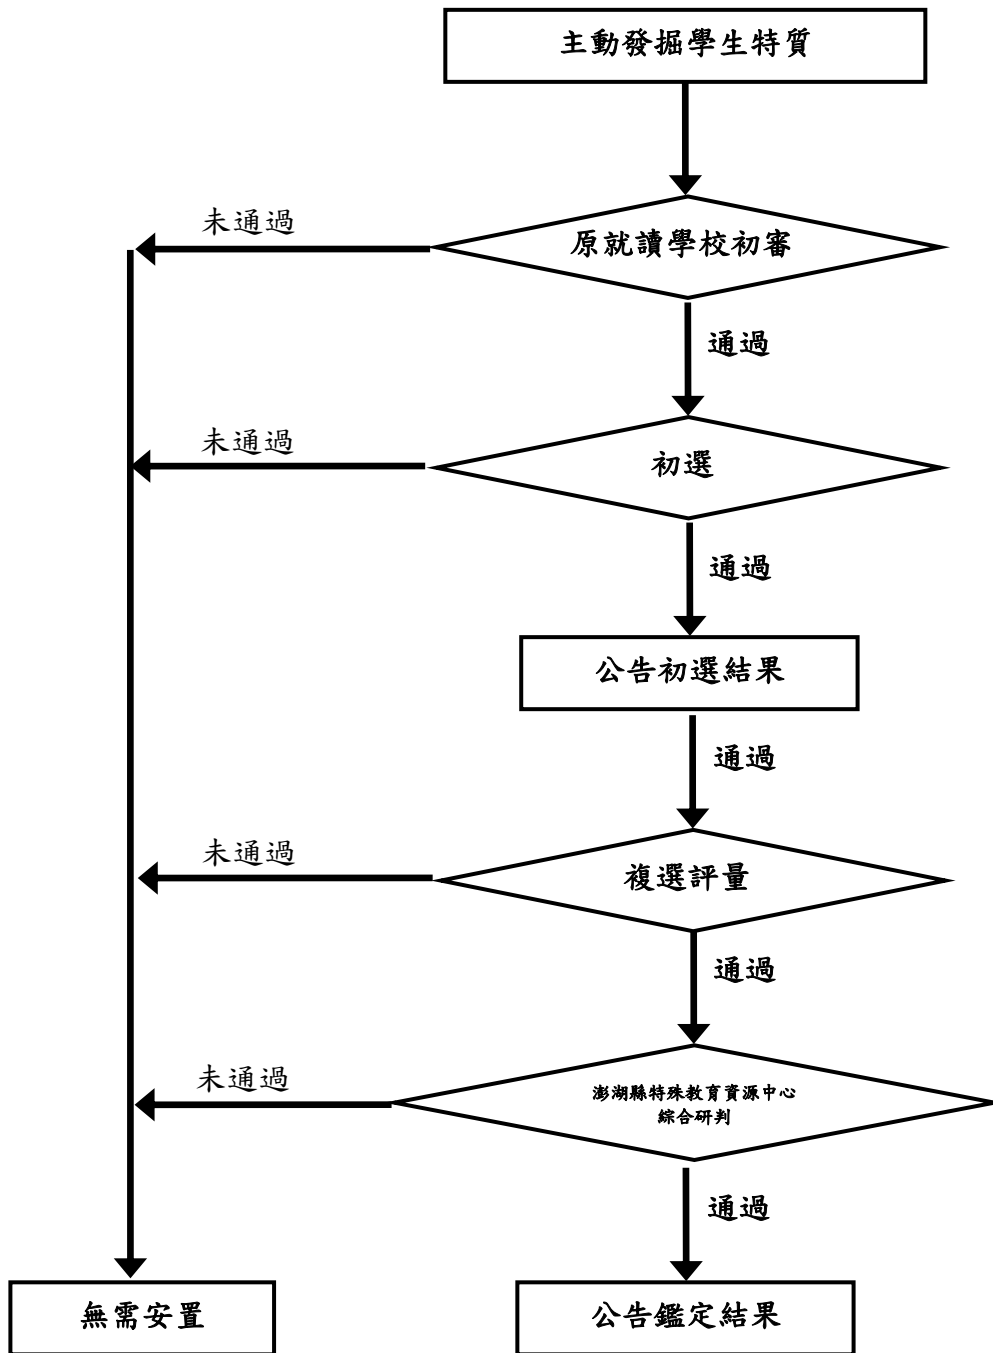 主動發掘學生特質
未通過
原就讀學校初審
通過
未通過
初選
通過
公告初選結果
通過
未通過
複選評量
通過
未通過
澎湖縣特殊教育資源中心
綜合研判
通過
無需安置
公告鑑定結果